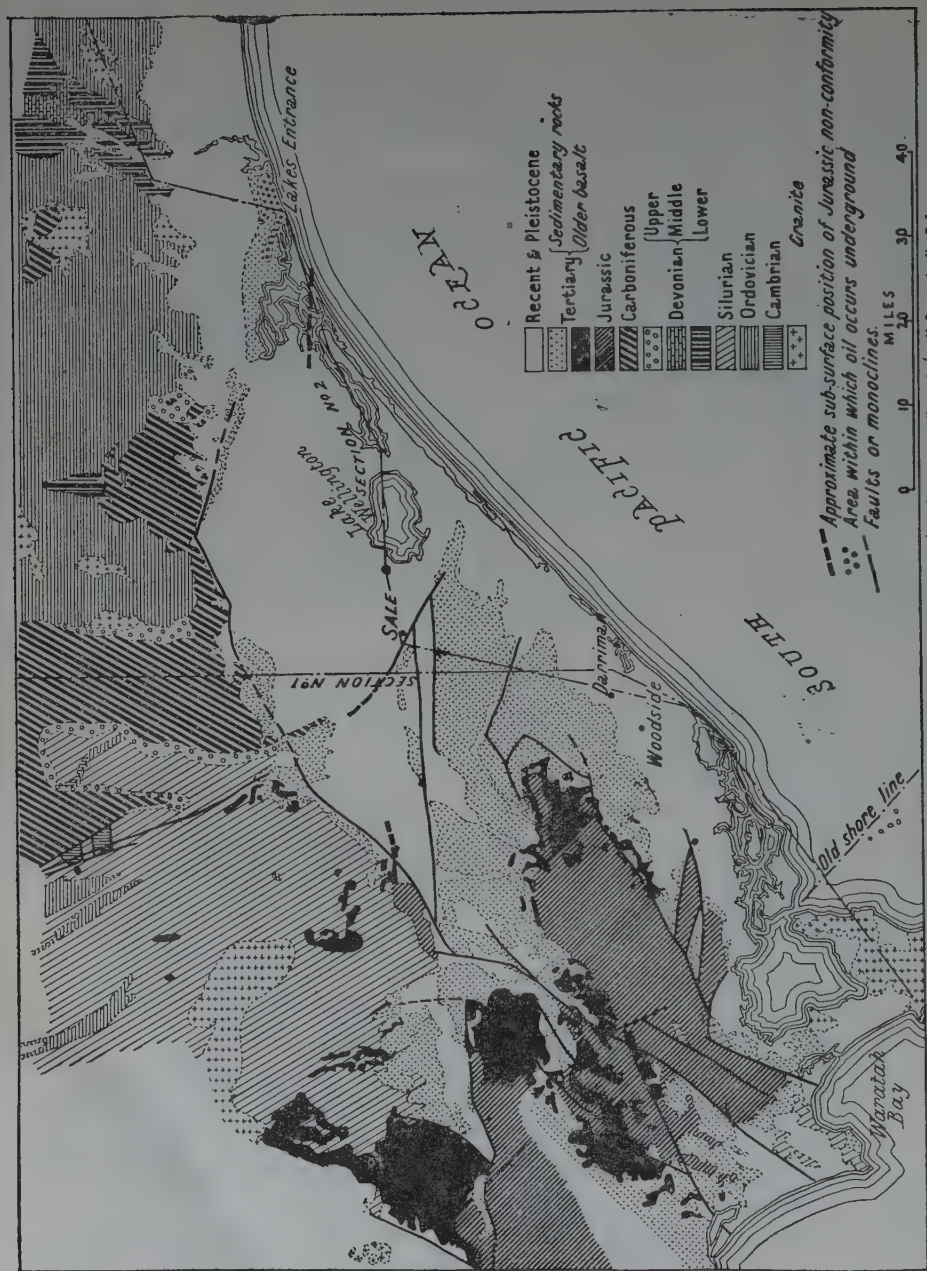 Lakes Entrance
OCEAN
PACIFIC
SOUTH
Lake
Wellington
SECTION No 2
SALE
SECTION No 1
Darriman
Woodside
Old shore line
Waratah
Bay
Recent & Pleistocene
Tertiary { Sedimentary rocks
Older basalt
Jurassic
Carboniferous
Devonian { Upper
Middle
Lower
Silurian
Ordovician
Cambrian
Granite
Approximate sub-surface position of Jurassic non-conformity
Area within which oil occurs underground
Faults or monoclines.
MILES
0 10 20 30 40